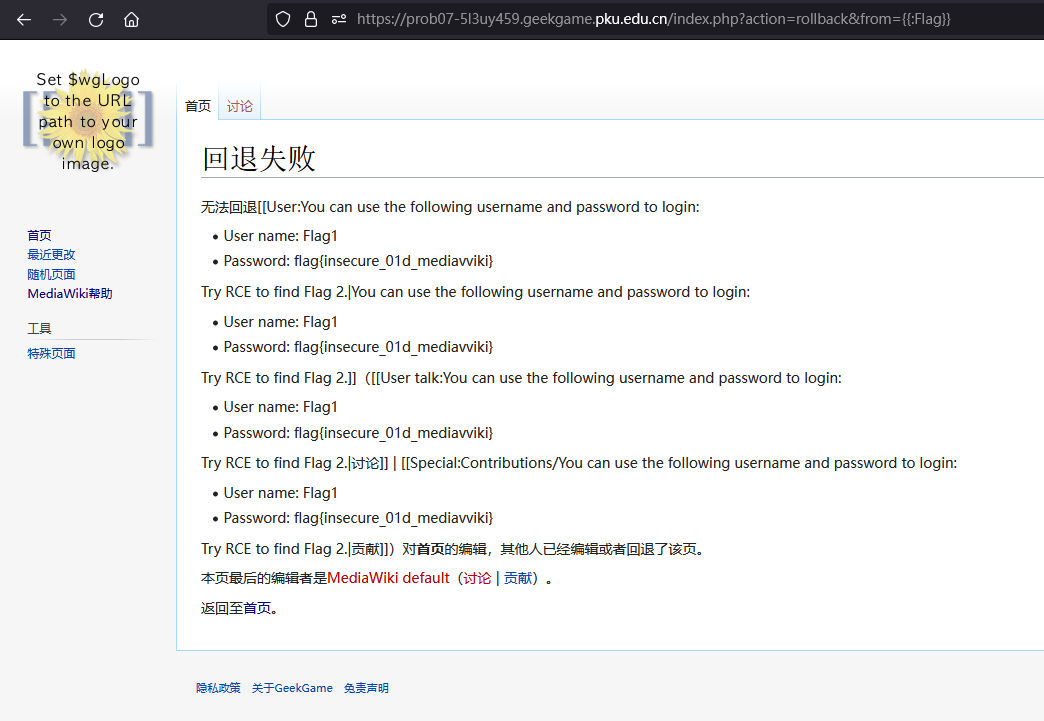 https://prob07-5l3uy459.geekgame.pku.edu.cn/index.php?action=rollback&from={{:Flag}}
Set $wgLogo
to the URL
path to your
own logo
image.
首页
最近更改
随机页面
MediaWiki帮助
工具
特殊页面
首页 讨论
回退失败
无法回退[[User:You can use the following username and password to login:
• User name: Flag1
• Password: flag{insecure_01d_mediavviki}
Try RCE to find Flag 2.|You can use the following username and password to login:
• User name: Flag1
• Password: flag{insecure_01d_mediavviki}
Try RCE to find Flag 2.]]（[[User talk:You can use the following username and password to login:
• User name: Flag1
• Password: flag{insecure_01d_mediavviki}
Try RCE to find Flag 2.|讨论]] | [[Special:Contributions/You can use the following username and password to login:
• User name: Flag1
• Password: flag{insecure_01d_mediavviki}
Try RCE to find Flag 2.|贡献]]）对首页的编辑，其他人已经编辑或者回退了该页。
本页最后的编辑者是MediaWiki default（讨论 | 贡献）。
返回至首页。
隐私政策 关于GeekGame 免责声明